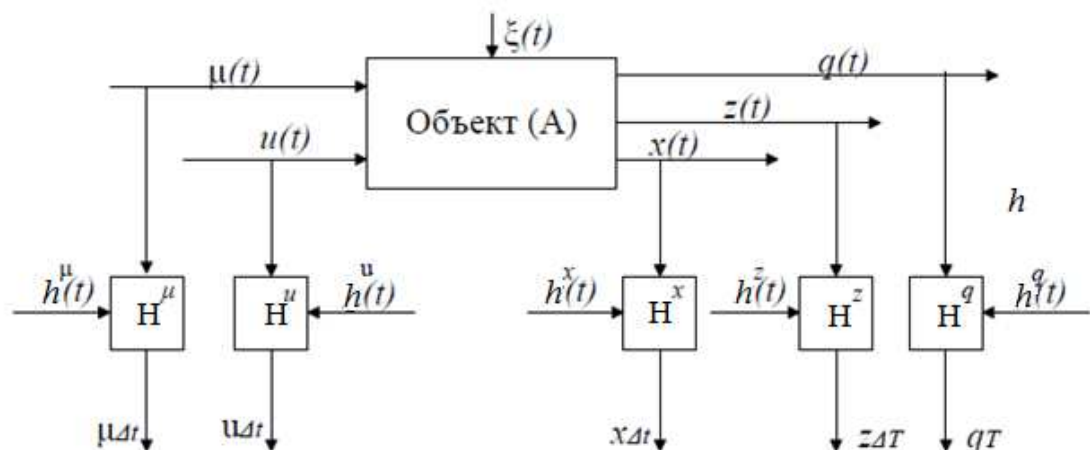 ξ(t)
μ(t)
q(t)
Объект (А)
z(t)
u(t)
x(t)
h
h^μ(t)
H^μ
H^u
h^u(t)
h^x(t)
H^x
h^z(t)
H^z
H^q
h^q(t)
μΔt
uΔt
xΔt
zΔT
qT